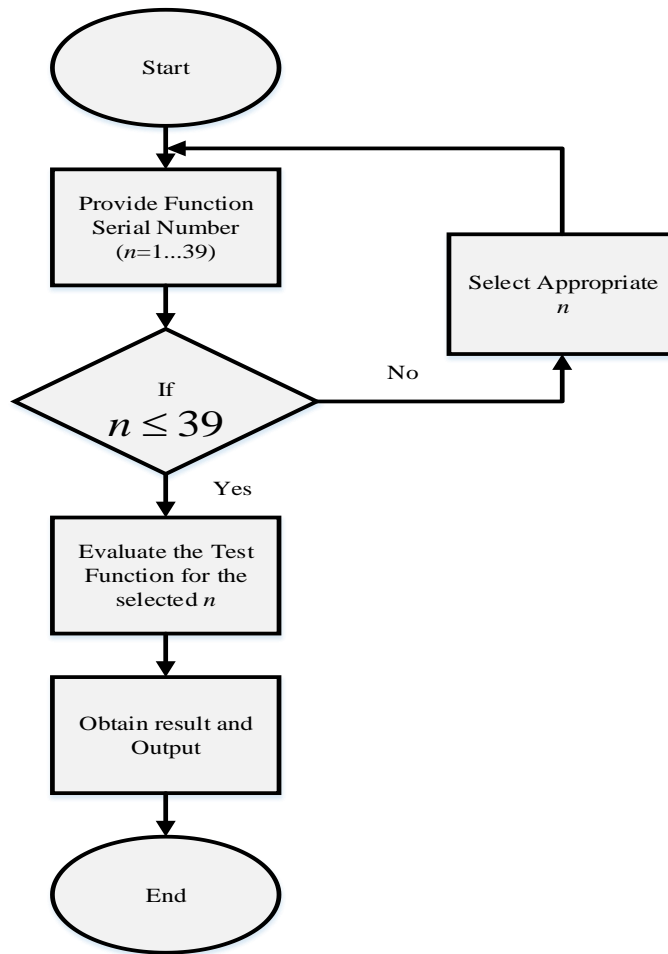 Start
Provide Function
Serial Number
(n=1...39)
Select Appropriate
n
If
n ≤ 39
No
Yes
Evaluate the Test
Function for the
selected n
Obtain result and
Output
End